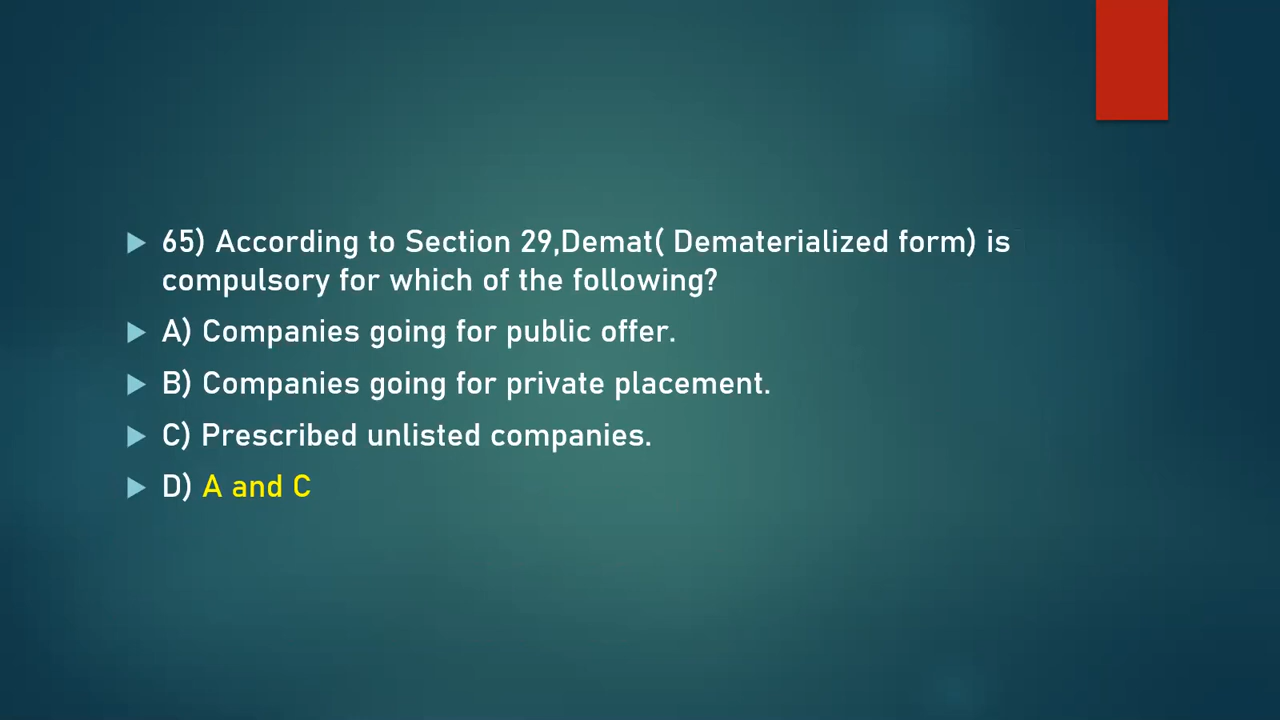 65) According to Section 29,Demat( Dematerialized form) is
compulsory for which of the following?
A) Companies going for public offer.
B) Companies going for private placement.
C) Prescribed unlisted companies.
D) A and C